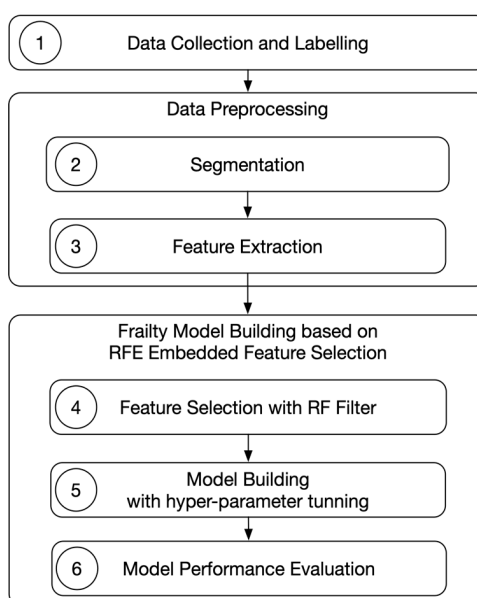 1
Data Collection and Labelling
Data Preprocessing
2
Segmentation
3
Feature Extraction
Frailty Model Building based on
RFE Embedded Feature Selection
4
Feature Selection with RF Filter
5
Model Building
with hyper-parameter tunning
6
Model Performance Evaluation